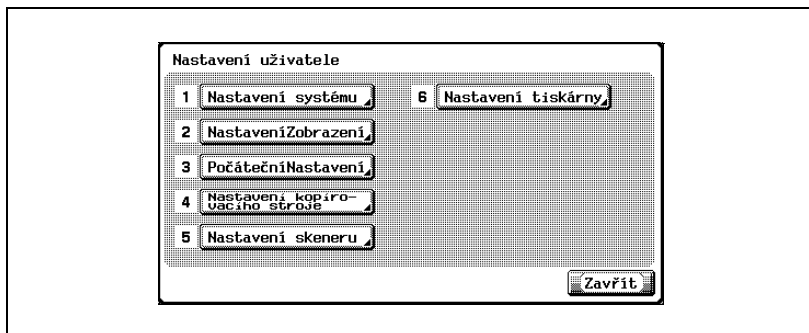 Nastavení uživatele
1 Nastavení systému
6 Nastavení tiskárny
2 NastaveníZobrazení
3 PočátečníNastavení
4 Nastavení kopíro-
vacího stroje
5 Nastavení skeneru
Zavřít